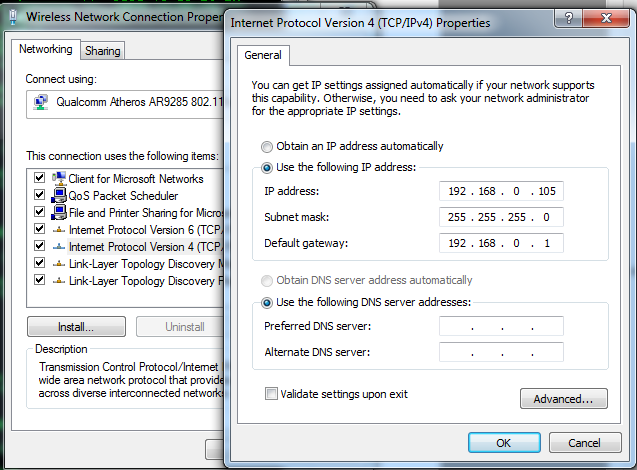 Wireless Network Connection Proper
Networking
Sharing
Connect using:
Qualcomm Atheros AR9285 802.11
This connection uses the following items:
Client for Microsoft Networks
QoS Packet Scheduler
File and Printer Sharing for Micros
Internet Protocol Version 6 (TCP/
Internet Protocol Version 4 (TCP/
Link-Layer Topology Discovery M
Link-Layer Topology Discovery R
Install...
Uninstall
Description
Transmission Control Protocol/Internet
wide area network protocol that provide
across diverse interconnected networks
Internet Protocol Version 4 (TCP/IPv4) Properties
?
General
You can get IP settings assigned automatically if your network supports
this capability. Otherwise, you need to ask your network administrator
for the appropriate IP settings.
Obtain an IP address automatically
Use the following IP address:
IP address: 192 . 168 . 0 . 105
Subnet mask: 255 . 255 . 255 . 0
Default gateway: 192 . 168 . 0 . 1
Obtain DNS server address automatically
Use the following DNS server addresses:
Preferred DNS server: . . .
Alternate DNS server: . . .
Validate settings upon exit
Advanced...
OK
Cancel